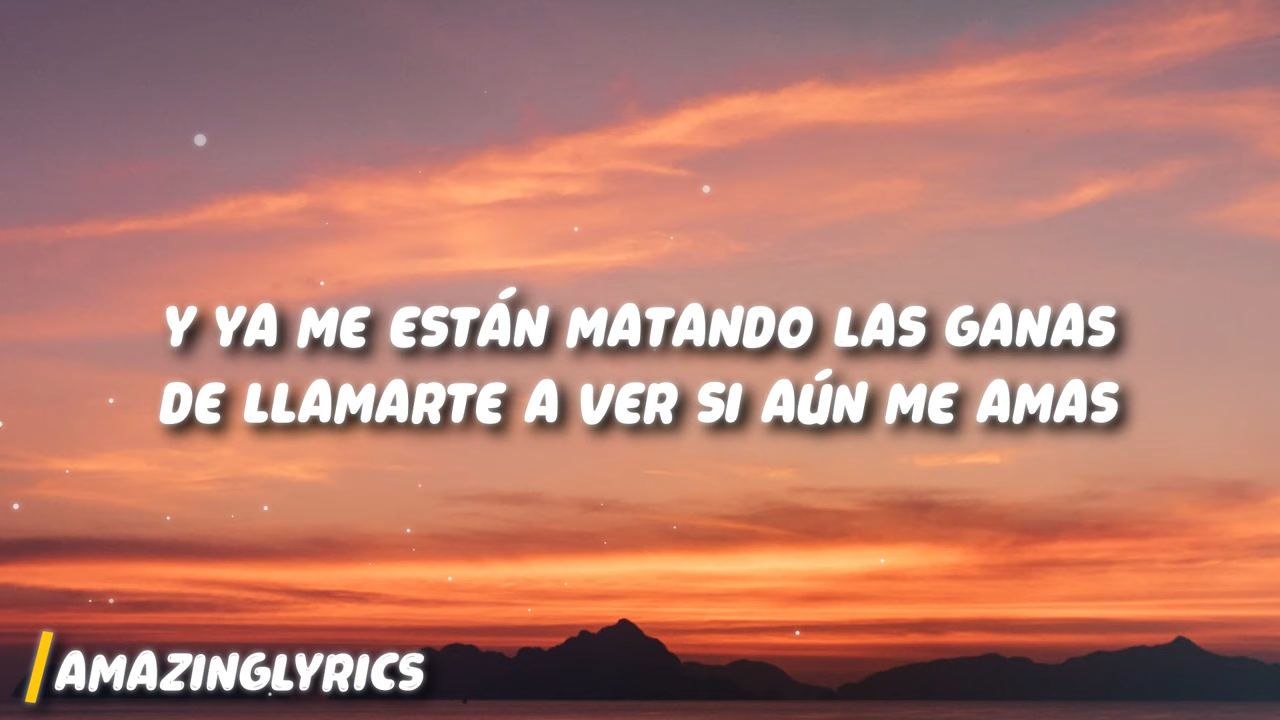 Y YA ME ESTÁN MATANDO LAS GANAS
DE LLAMARTE A VER SI AÚN ME AMAS
AMAZINGLYRICS